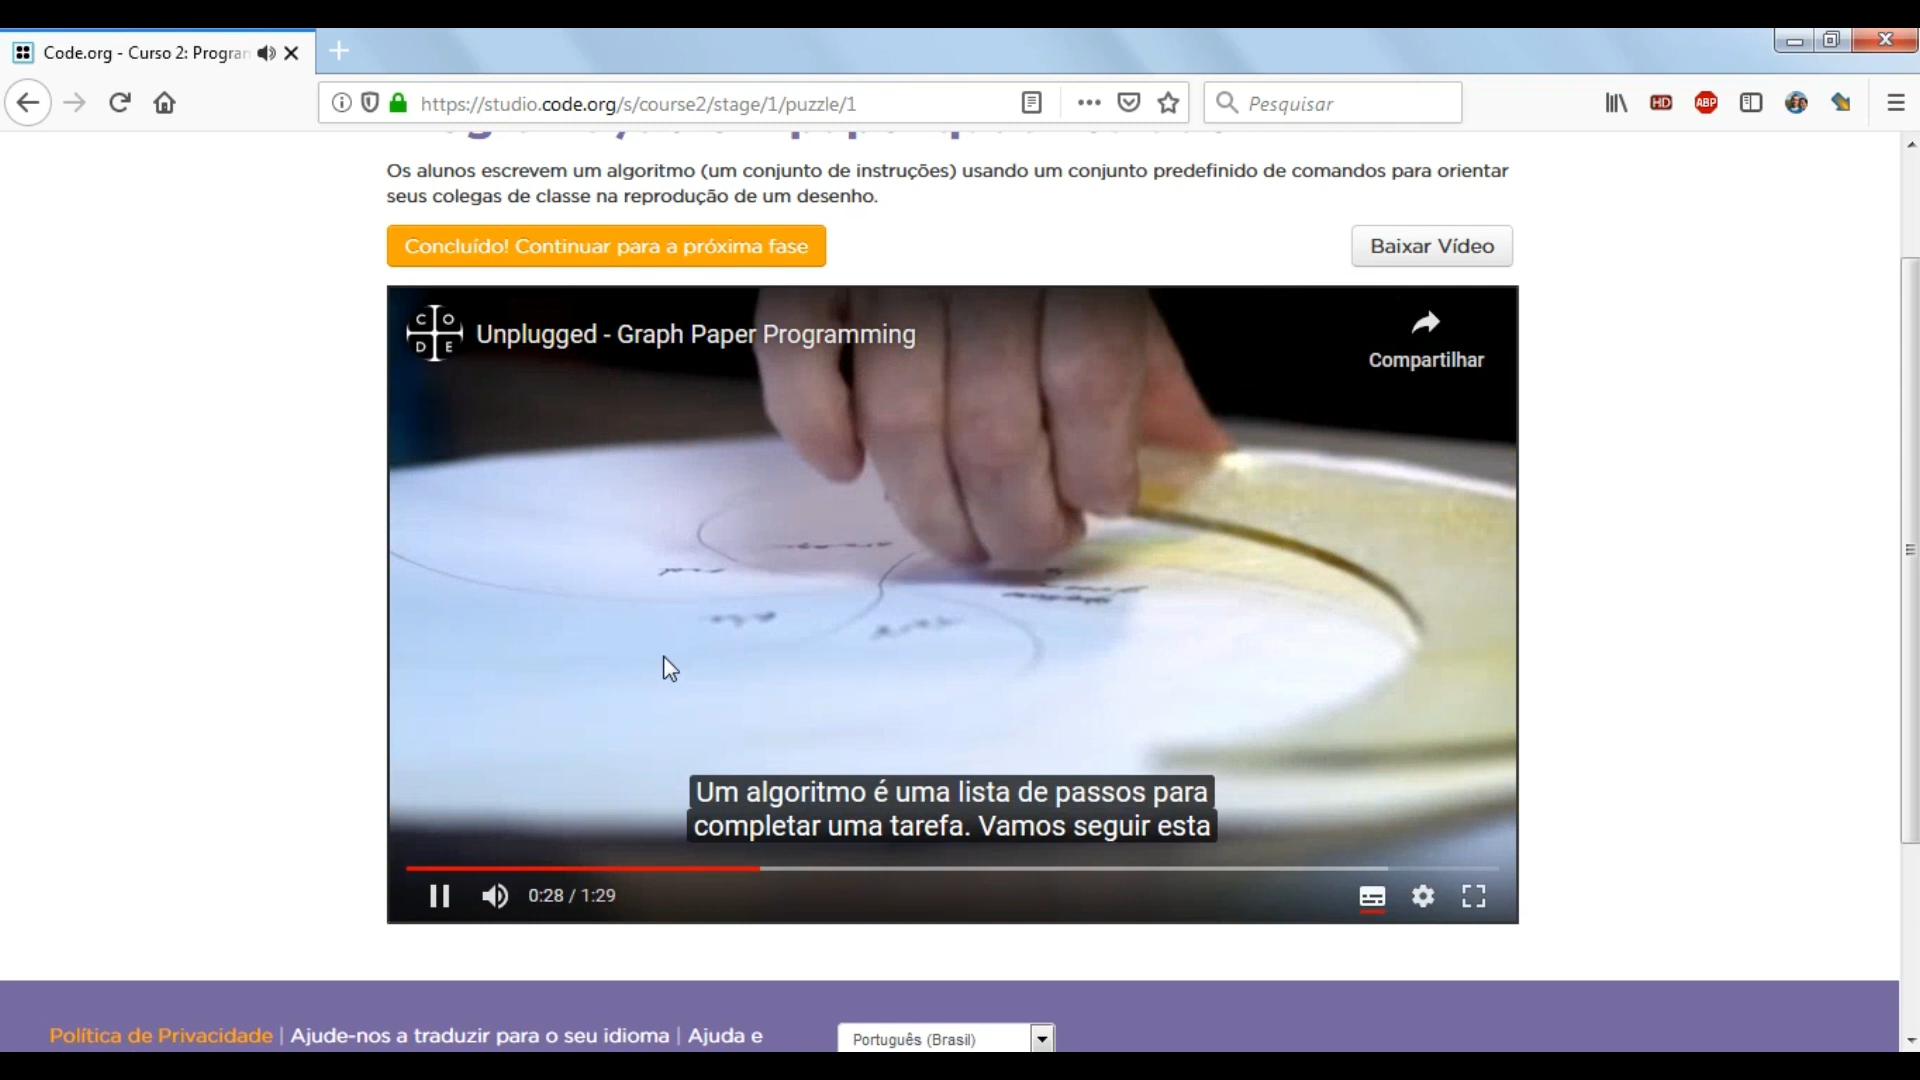 Code.org - Curso 2: Progran
https://studio.code.org/s/course2/stage/1/puzzle/1
Pesquisar
HD
ABP
Os alunos escrevem um algoritmo (um conjunto de instruções) usando um conjunto predefinido de comandos para orientar
seus colegas de classe na reprodução de um desenho.
Concluído! Continuar para a próxima fase
Baixar Vídeo
CODE
Unplugged - Graph Paper Programming
Compartilhar
Um algoritmo é uma lista de passos para
completar uma tarefa. Vamos seguir esta
0:28 / 1:29
Política de Privacidade | Ajude-nos a traduzir para o seu idioma | Ajuda e
Português (Brasil)